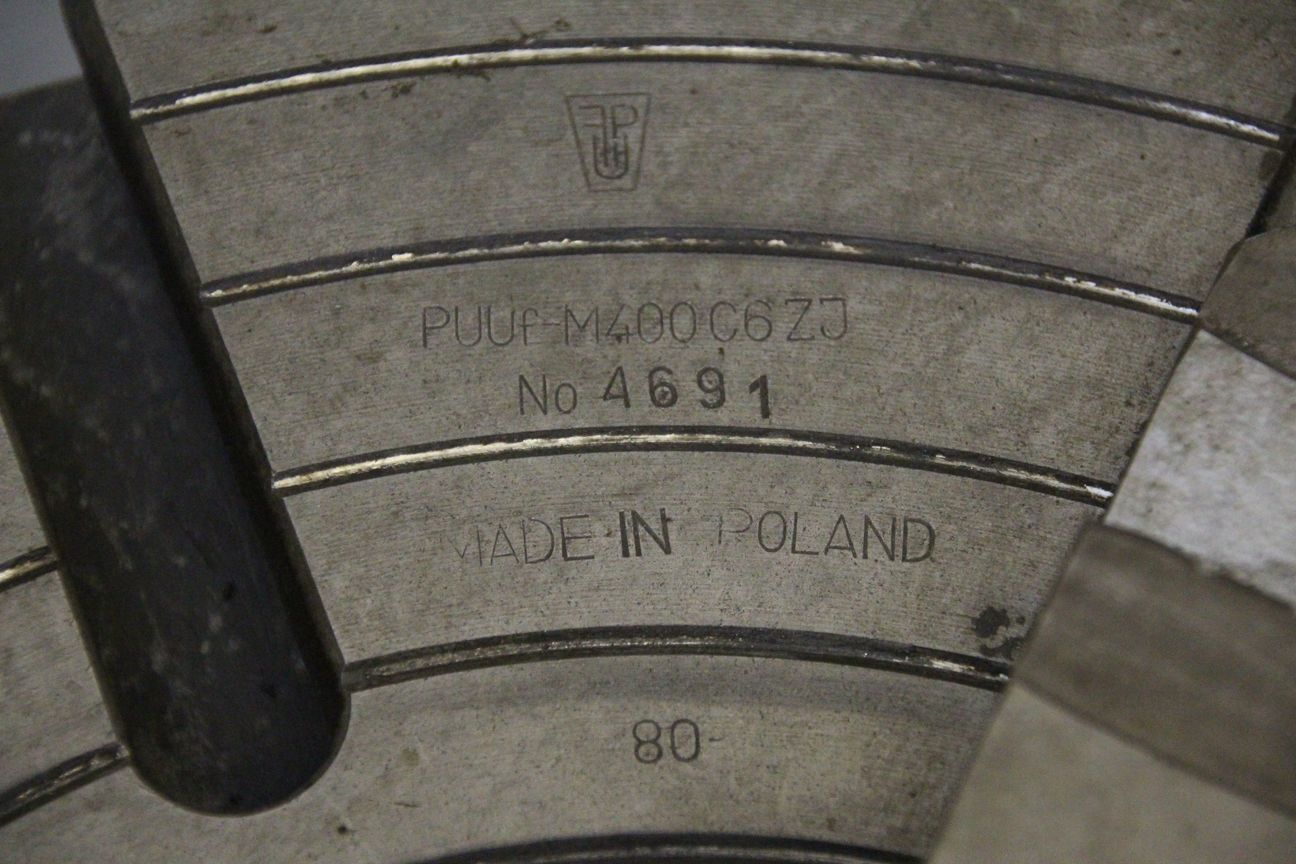 PUUf-M400C6ZJ
No 4691
MADE IN POLAND
80-